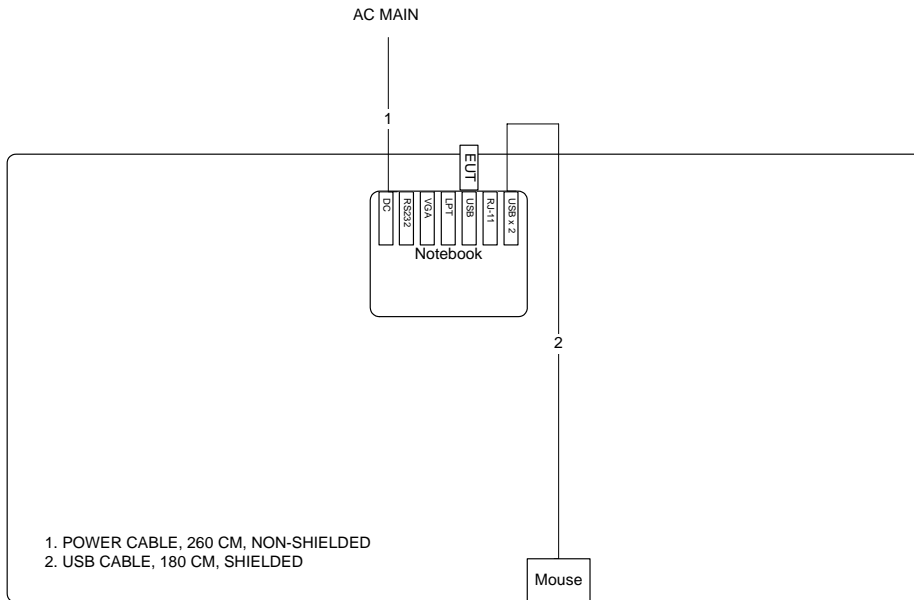 AC MAIN
1
EUT
DC
RS232
VGA
LPT
USB
RJ-11
USB x 2
Notebook
2
1. POWER CABLE, 260 CM, NON-SHIELDED
2. USB CABLE, 180 CM, SHIELDED
Mouse